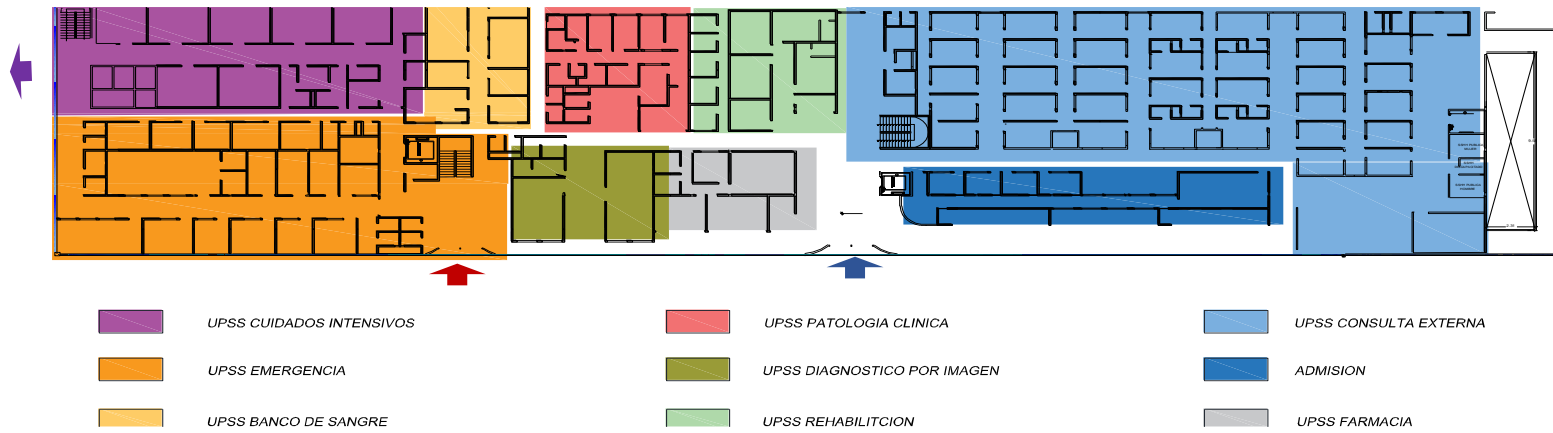 UPSS CUIDADOS INTENSIVOS
UPSS PATOLOGIA CLINICA
UPSS CONSULTA EXTERNA
UPSS EMERGENCIA
UPSS DIAGNOSTICO POR IMAGEN
ADMISION
UPSS BANCO DE SANGRE
UPSS REHABILITCION
UPSS FARMACIA